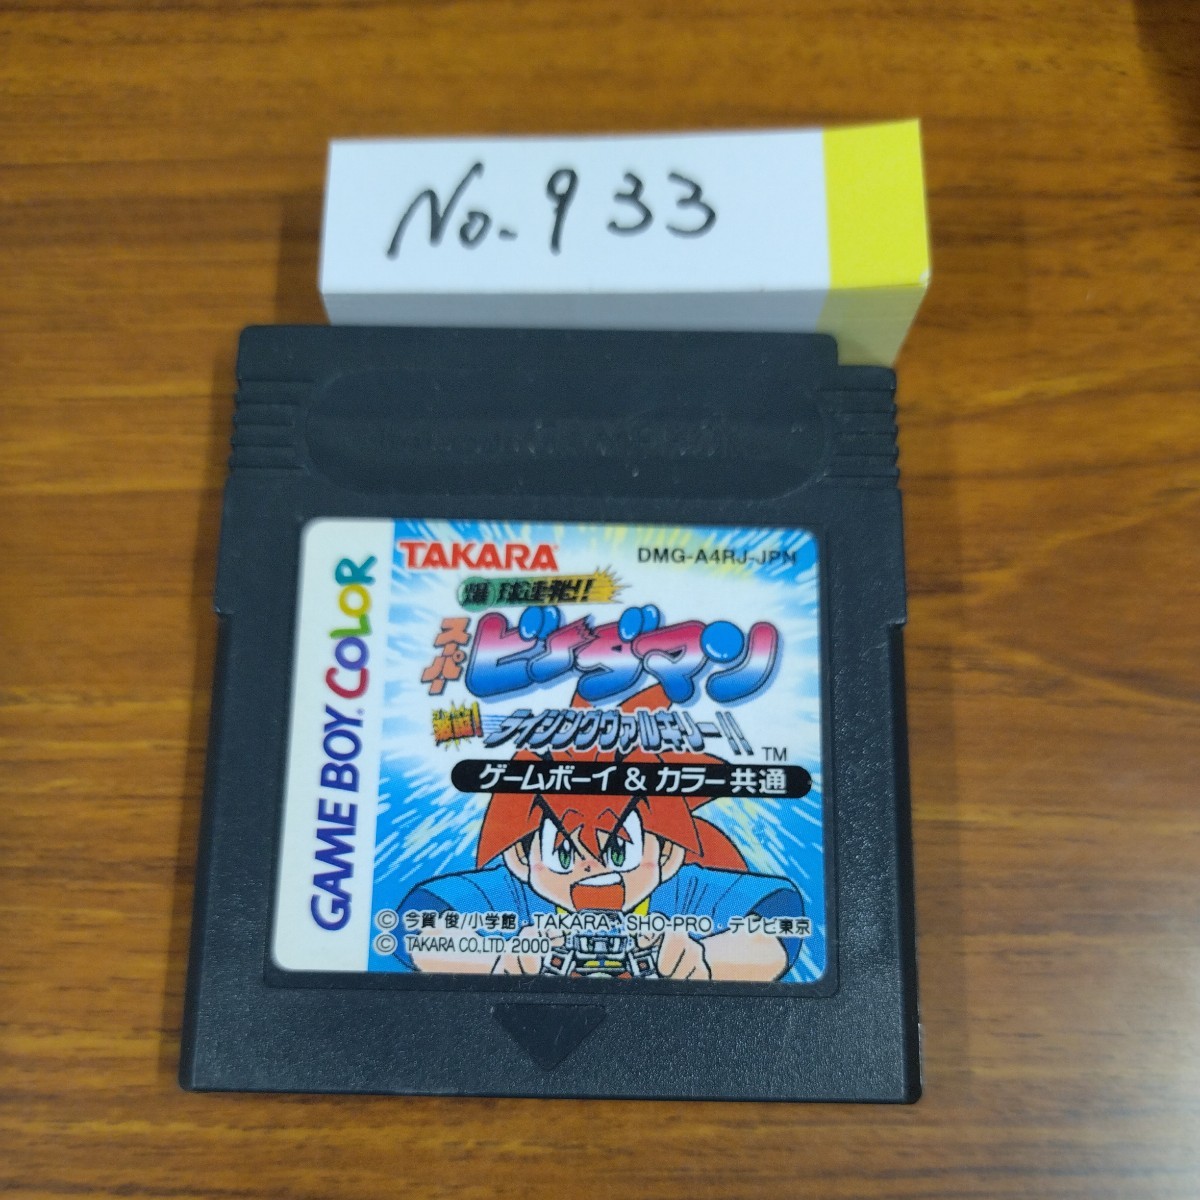 No. 933
GAME BOY COLOR
TAKARA
DMG-A4RJ-JPN
爆球連発!!
スーパー
ビーダマン
激闘!
ライジングヴァルキリー!!
TM
ゲームボーイ & カラー共通
© 今賀 俊/小学館・TAKARA・SHO-PRO・テレビ東京
© TAKARA CO.,LTD. 2000